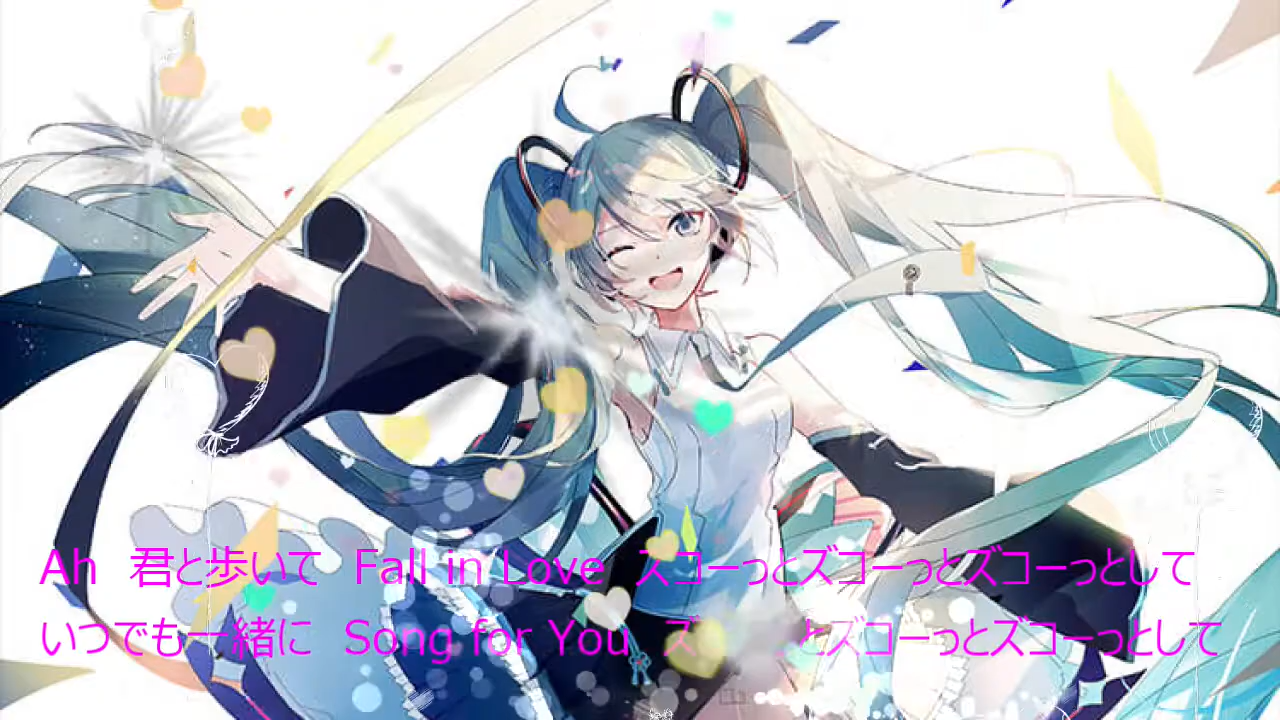 Ah 君と歩いて Fall in Love ズコーっとズコーっとズコーっとして
いつでも一緒に Song for You ズ とズコーっとズコーっとして